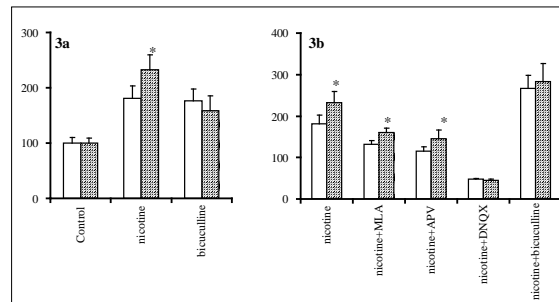 3a
300
200
100
0
*
Control
nicotine
bicuculline
3b
400
300
200
100
0
*
*
*
nicotine
nicotine+MLA
nicotine+APV
nicotine+DNQX
nicotine+bicuculline